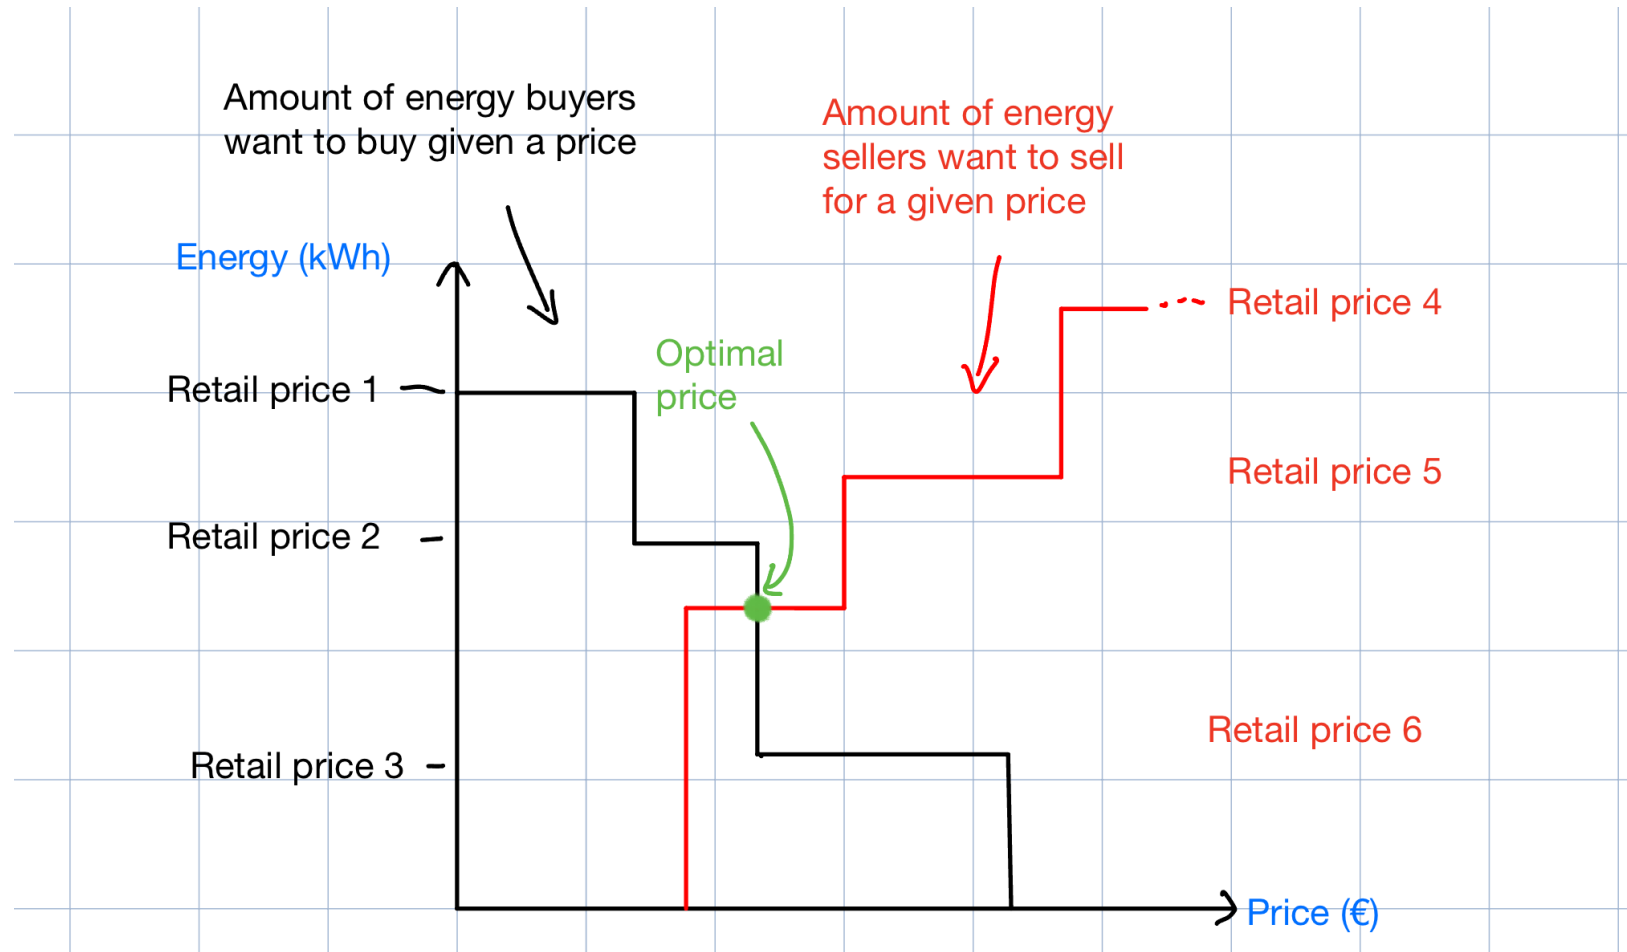 Amount of energy buyers
want to buy given a price
Amount of energy
sellers want to sell
for a given price
Energy (kWh)
Retail price 4
Optimal
price
Retail price 1
Retail price 5
Retail price 2
Retail price 6
Retail price 3
Price (€)